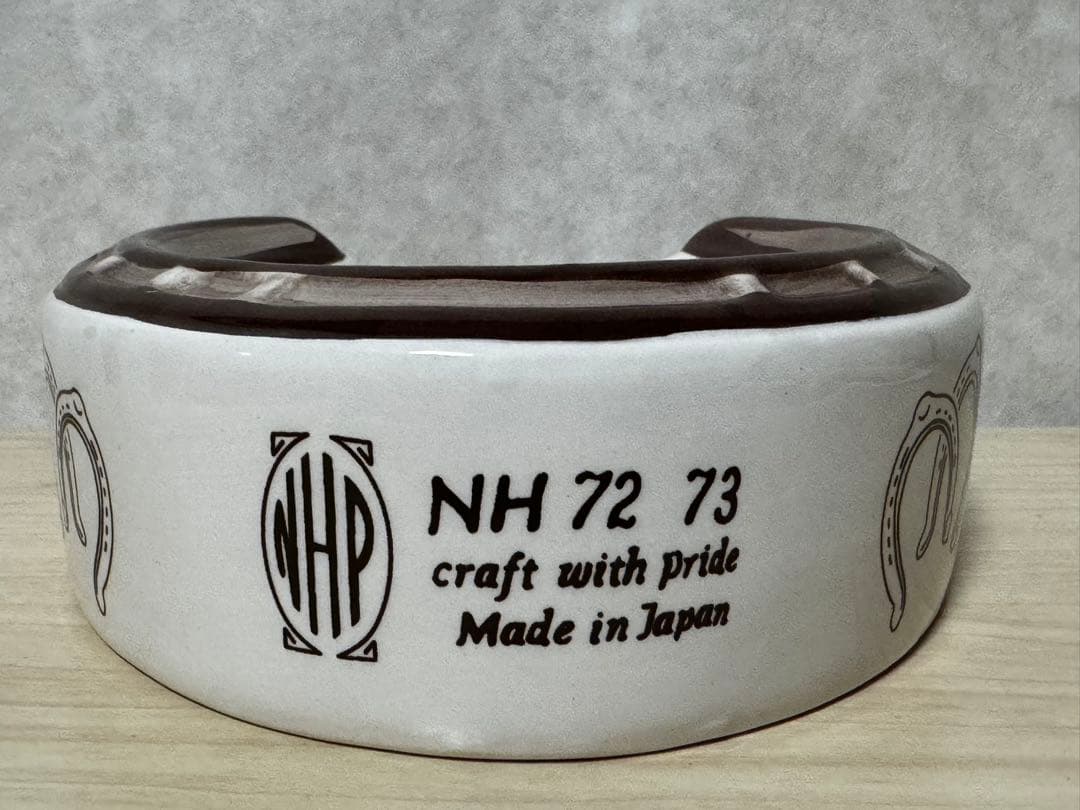 NHP
NH 72 73
craft with pride
Made in Japan